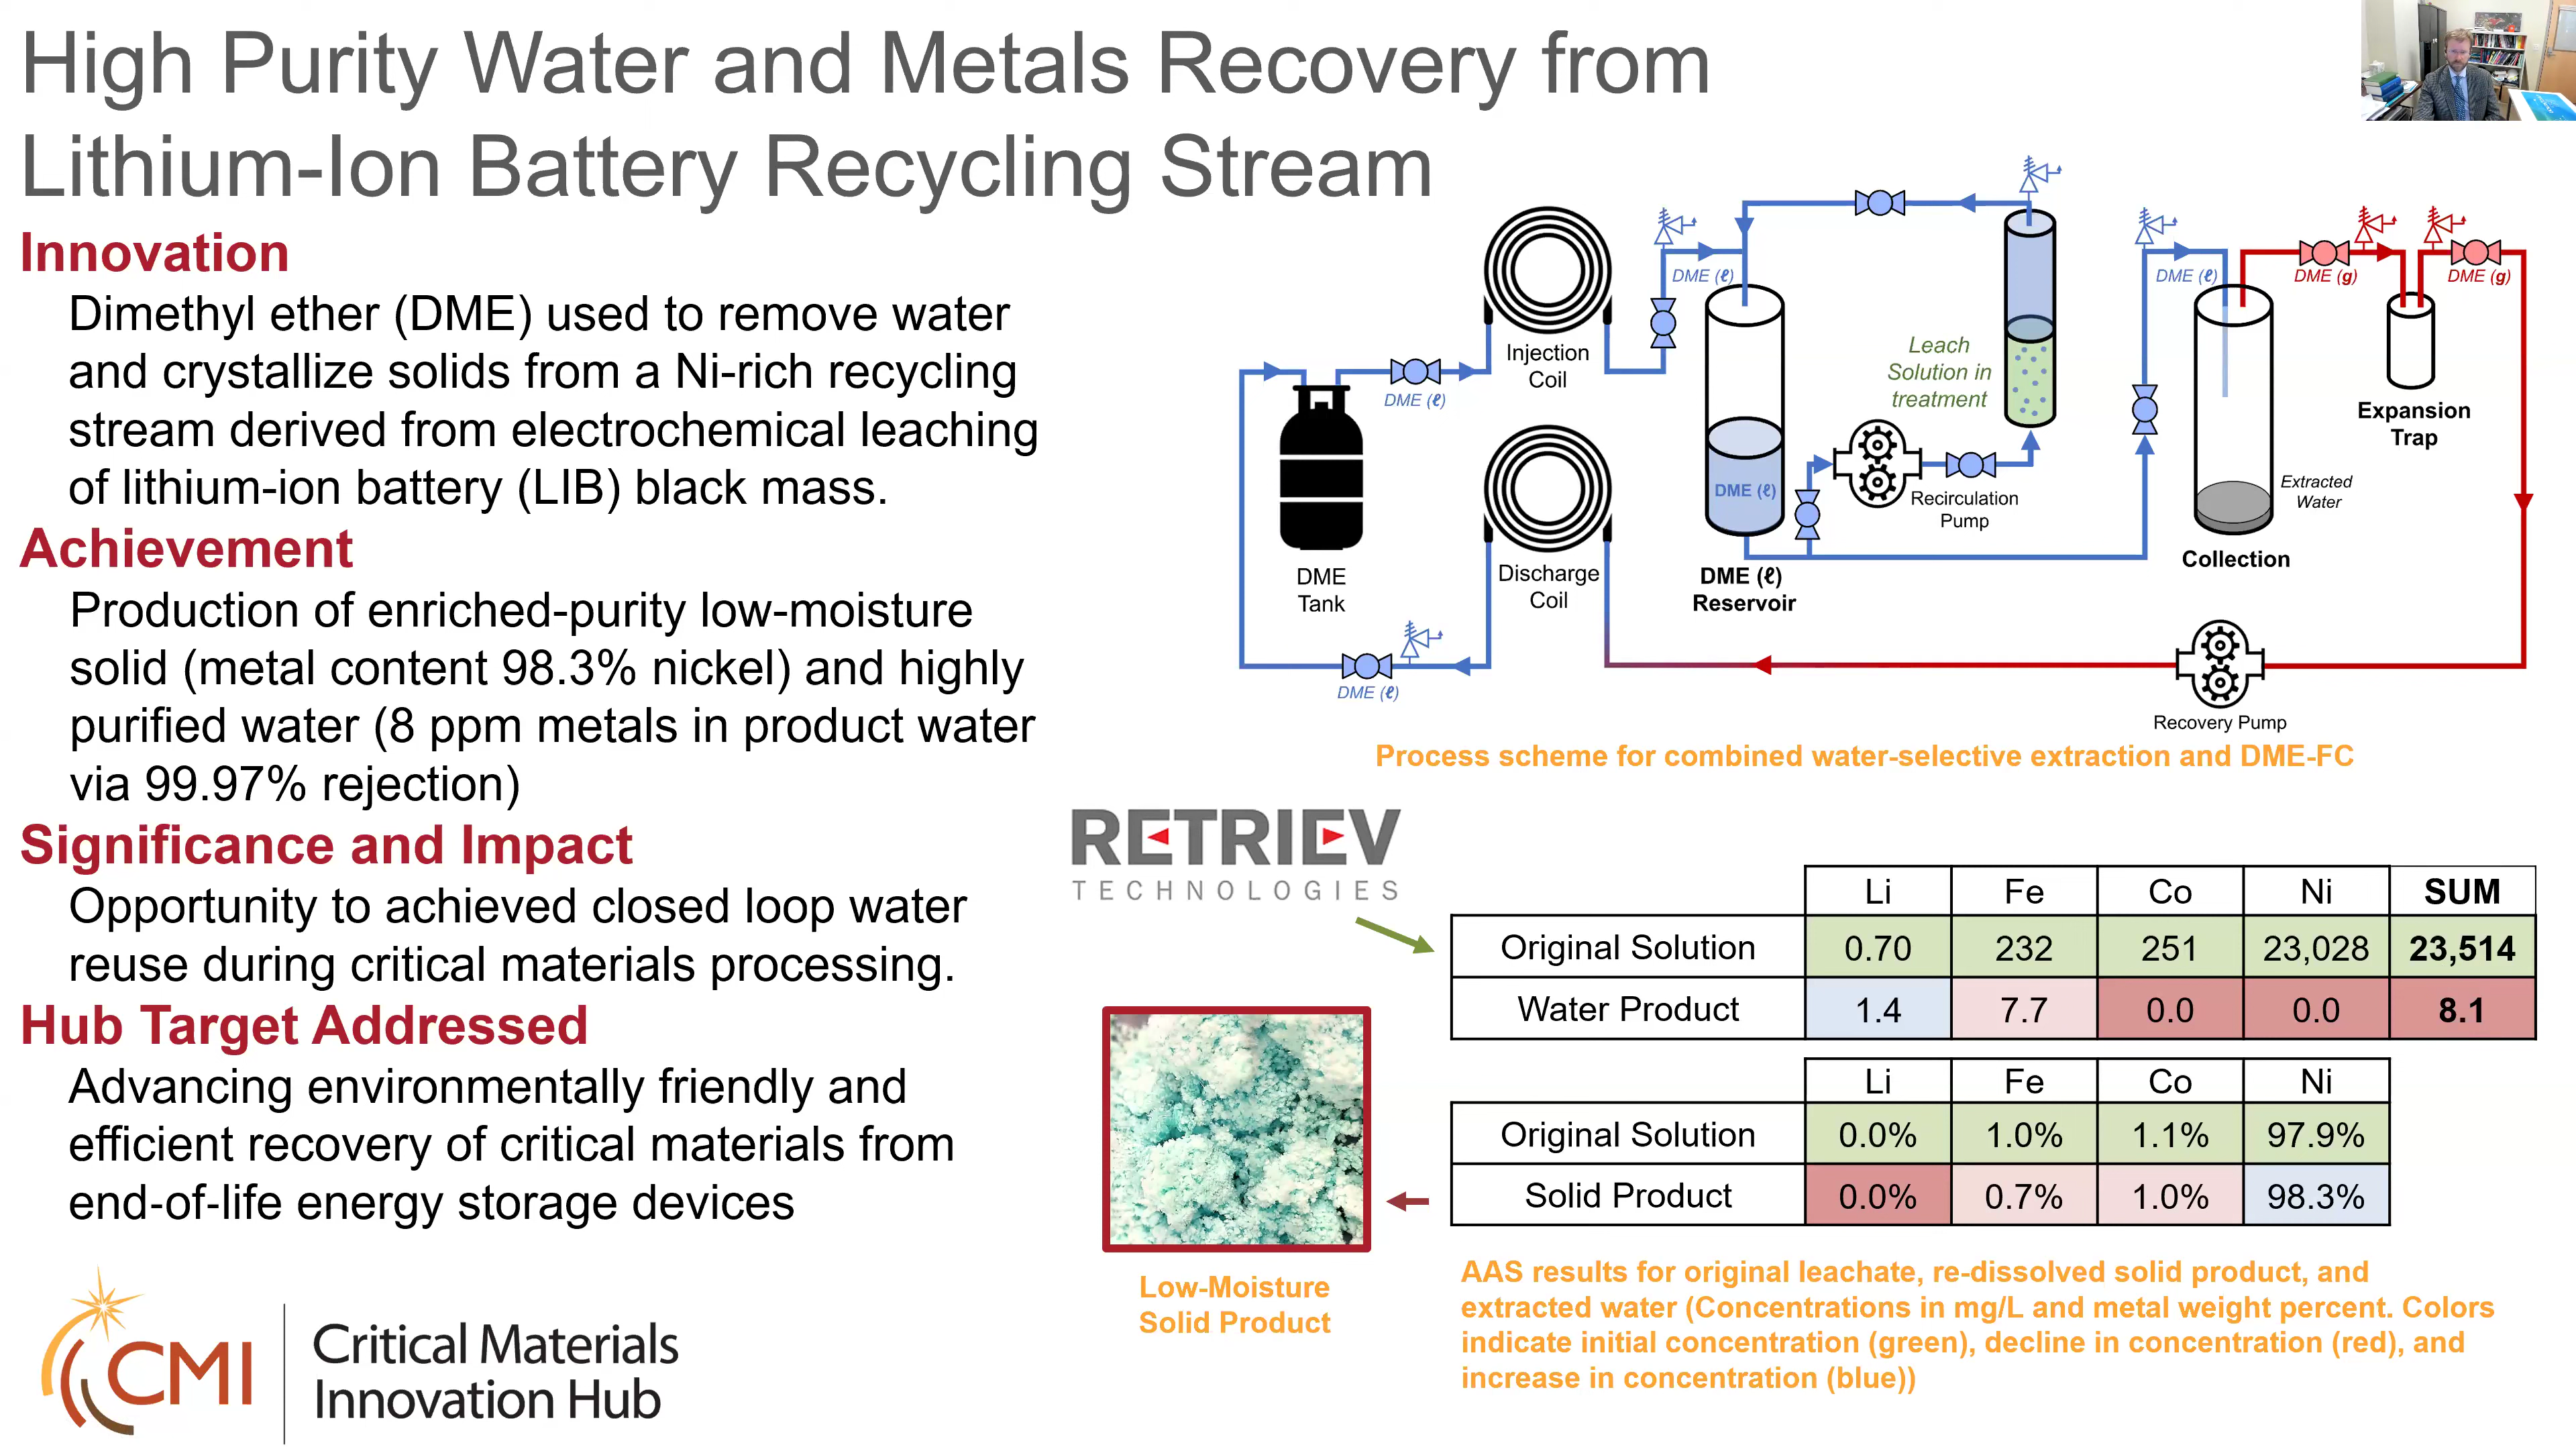 High Purity Water and Metals Recovery from
Lithium-Ion Battery Recycling Stream
Innovation
Dimethyl ether (DME) used to remove water
and crystallize solids from a Ni-rich recycling
stream derived from electrochemical leaching
of lithium-ion battery (LIB) black mass.
Achievement
Production of enriched-purity low-moisture
solid (metal content 98.3% nickel) and highly
purified water (8 ppm metals in product water
via 99.97% rejection)
Significance and Impact
Opportunity to achieved closed loop water
reuse during critical materials processing.
Hub Target Addressed
Advancing environmentally friendly and
efficient recovery of critical materials from
end-of-life energy storage devices
CMI
Critical Materials
Innovation Hub
DME (ℓ)
Injection
Coil
DME (ℓ)
DME
Tank
Discharge
Coil
DME (ℓ)
DME (ℓ)
DME (ℓ)
Reservoir
Leach
Solution in
treatment
Recirculation
Pump
DME (ℓ)
Extracted
Water
Collection
DME (g)
DME (g)
Expansion
Trap
Recovery Pump
Process scheme for combined water-selective extraction and DME-FC
RETRIEV
TECHNOLOGIES
Li Fe Co Ni SUM
Original Solution 0.70 232 251 23,028 23,514
Water Product 1.4 7.7 0.0 0.0 8.1
Li Fe Co Ni
Original Solution 0.0% 1.0% 1.1% 97.9%
Solid Product 0.0% 0.7% 1.0% 98.3%
Low-Moisture
Solid Product
AAS results for original leachate, re-dissolved solid product, and
extracted water (Concentrations in mg/L and metal weight percent. Colors
indicate initial concentration (green), decline in concentration (red), and
increase in concentration (blue))